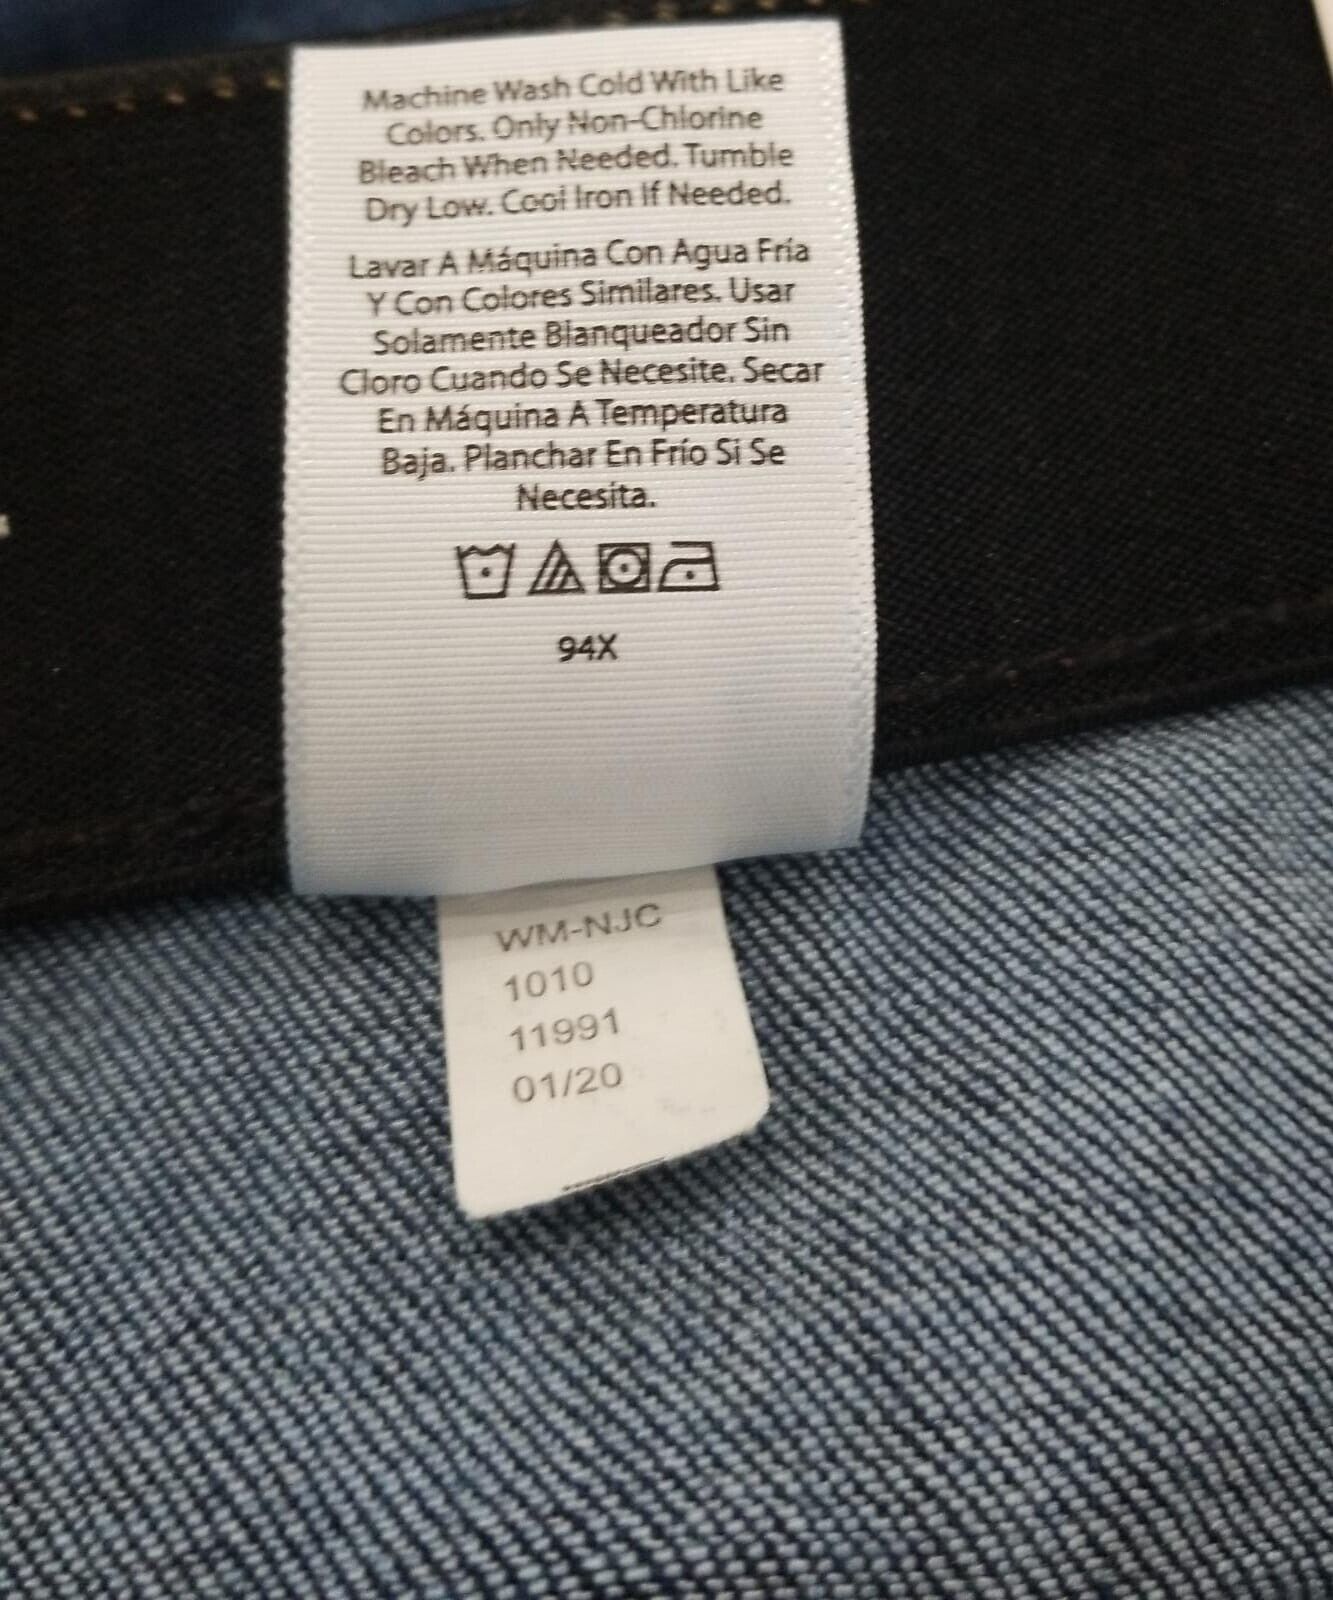 Machine Wash Cold With Like
Colors. Only Non-Chlorine
Bleach When Needed. Tumble
Dry Low. Cool Iron If Needed.
Lavar A Máquina Con Agua Fría
Y Con Colores Similares. Usar
Solamente Blanqueador Sin
Cloro Cuando Se Necesite. Secar
En Máquina A Temperatura
Baja. Planchar En Frío Si Se
Necesita.
94X
WM-NJC
1010
11991
01/20